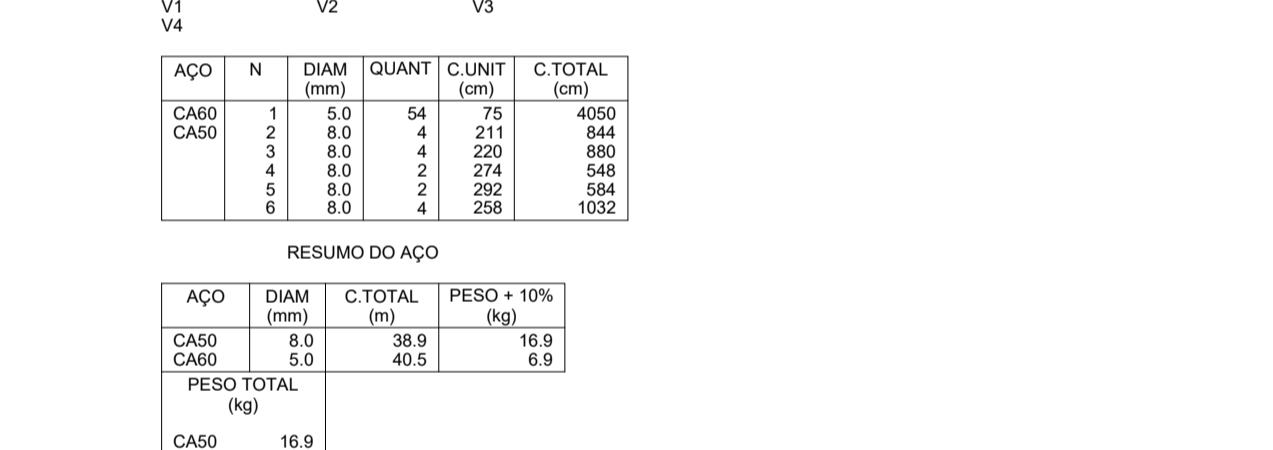 V1 V2 V3
V4
AÇO N DIAM QUANT C.UNIT C.TOTAL
(mm) (cm) (cm)
CA60 1 5.0 54 75 4050
CA50 2 8.0 4 211 844
3 8.0 4 220 880
4 8.0 2 274 548
5 8.0 2 292 584
6 8.0 4 258 1032
RESUMO DO AÇO
AÇO DIAM C.TOTAL PESO + 10%
(mm) (m) (kg)
CA50 8.0 38.9 16.9
CA60 5.0 40.5 6.9
PESO TOTAL
(kg)
CA50 16.9